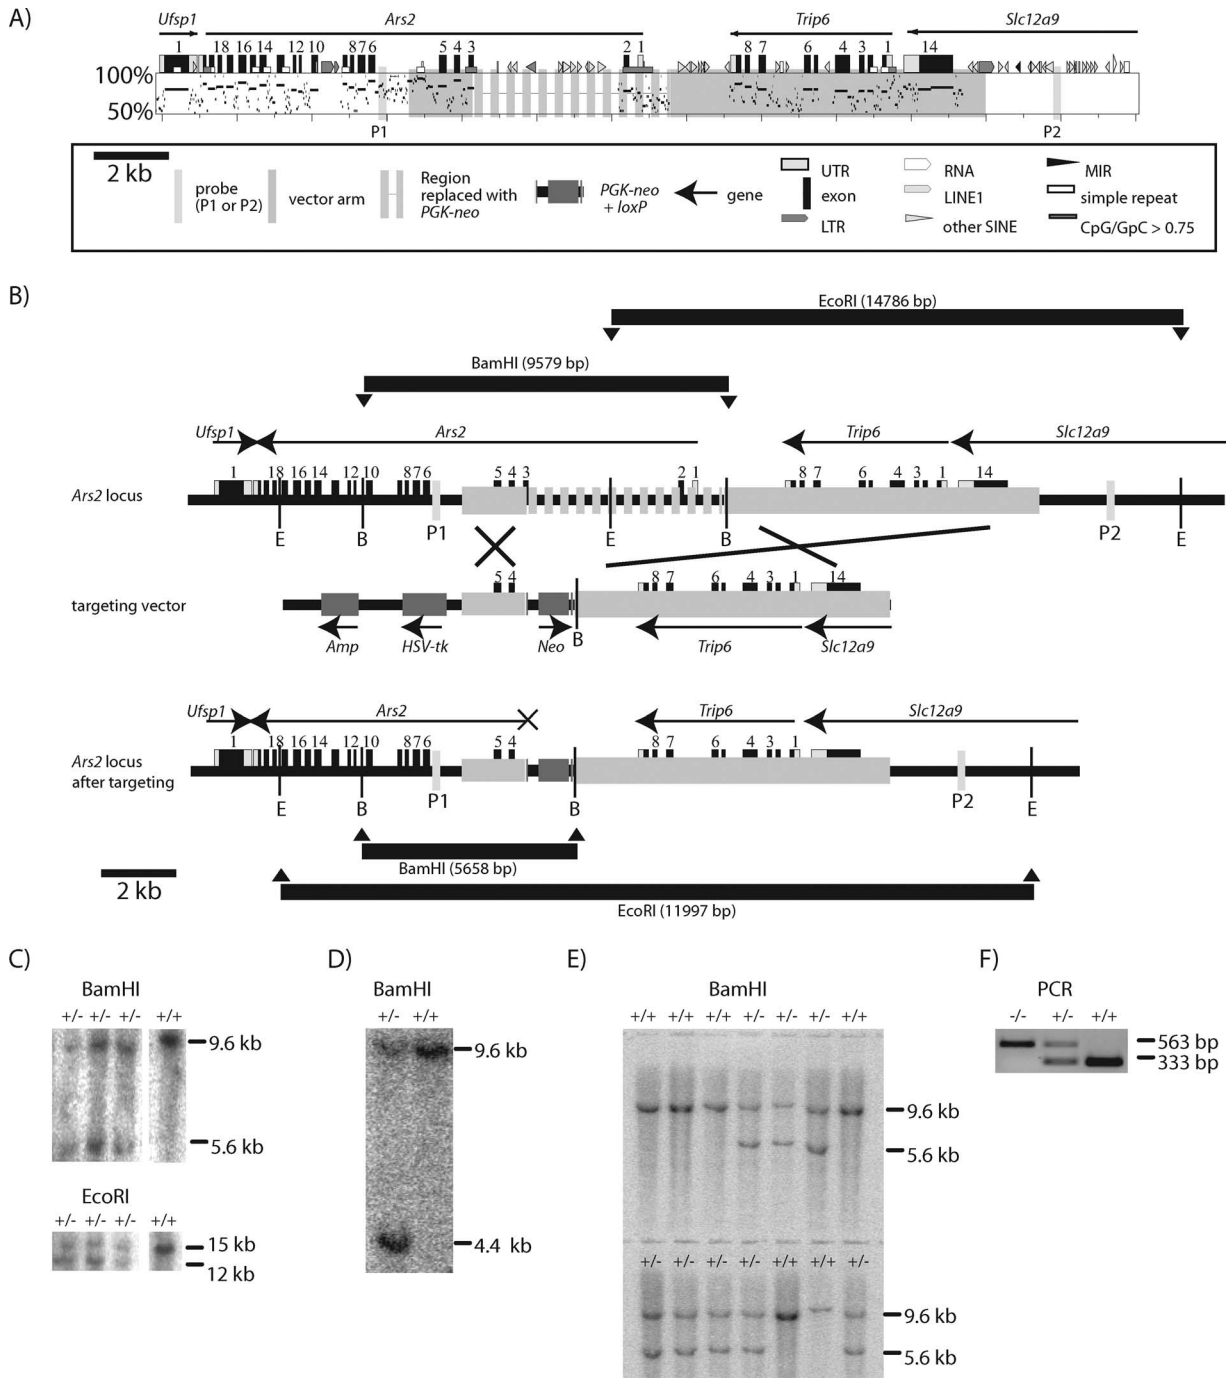 A)
Ufsp1 Ars2 Trip6 Slc12a9
1 18 16 14 12 10 8 7 6 5 4 3 2 1 8 7 6 4 3 1 14
100%
50%
P1 P2
2 kb
probe
(P1 or P2)
vector arm
Region
replaced with
PGK-neo
PGK-neo
+ loxP
gene
UTR
exon
LTR
RNA
LINE1
other SINE
MIR
simple repeat
CpG/GpC > 0.75
B)
EcoRI (14786 bp)
BamHI (9579 bp)
Ufsp1 Ars2 Trip6 Slc12a9
1 18 16 14 12 10 8 7 6 5 4 3 2 1 8 7 6 4 3 1 14
Ars2 locus
E B P1 E B P2 E
5 4 8 7 6 4 3 1 14
targeting vector
B
Amp HSV-tk Neo Trip6 Slc12a9
Ufsp1 Ars2 Trip6 Slc12a9
1 18 16 14 12 10 8 7 6 5 4 8 7 6 4 3 1 14
Ars2 locus
after targeting
E B P1 B P2 E
BamHI (5658 bp)
2 kb
EcoRI (11997 bp)
C)
BamHI
+/- +/- +/- +/+
9.6 kb
5.6 kb
EcoRI
+/- +/- +/- +/+
15 kb
12 kb
D)
BamHI
+/- +/+
9.6 kb
4.4 kb
E)
BamHI
+/+ +/+ +/+ +/- +/- +/- +/+
9.6 kb
5.6 kb
+/- +/- +/- +/- +/+ +/+ +/-
9.6 kb
5.6 kb
F)
PCR
-/- +/- +/+
563 bp
333 bp